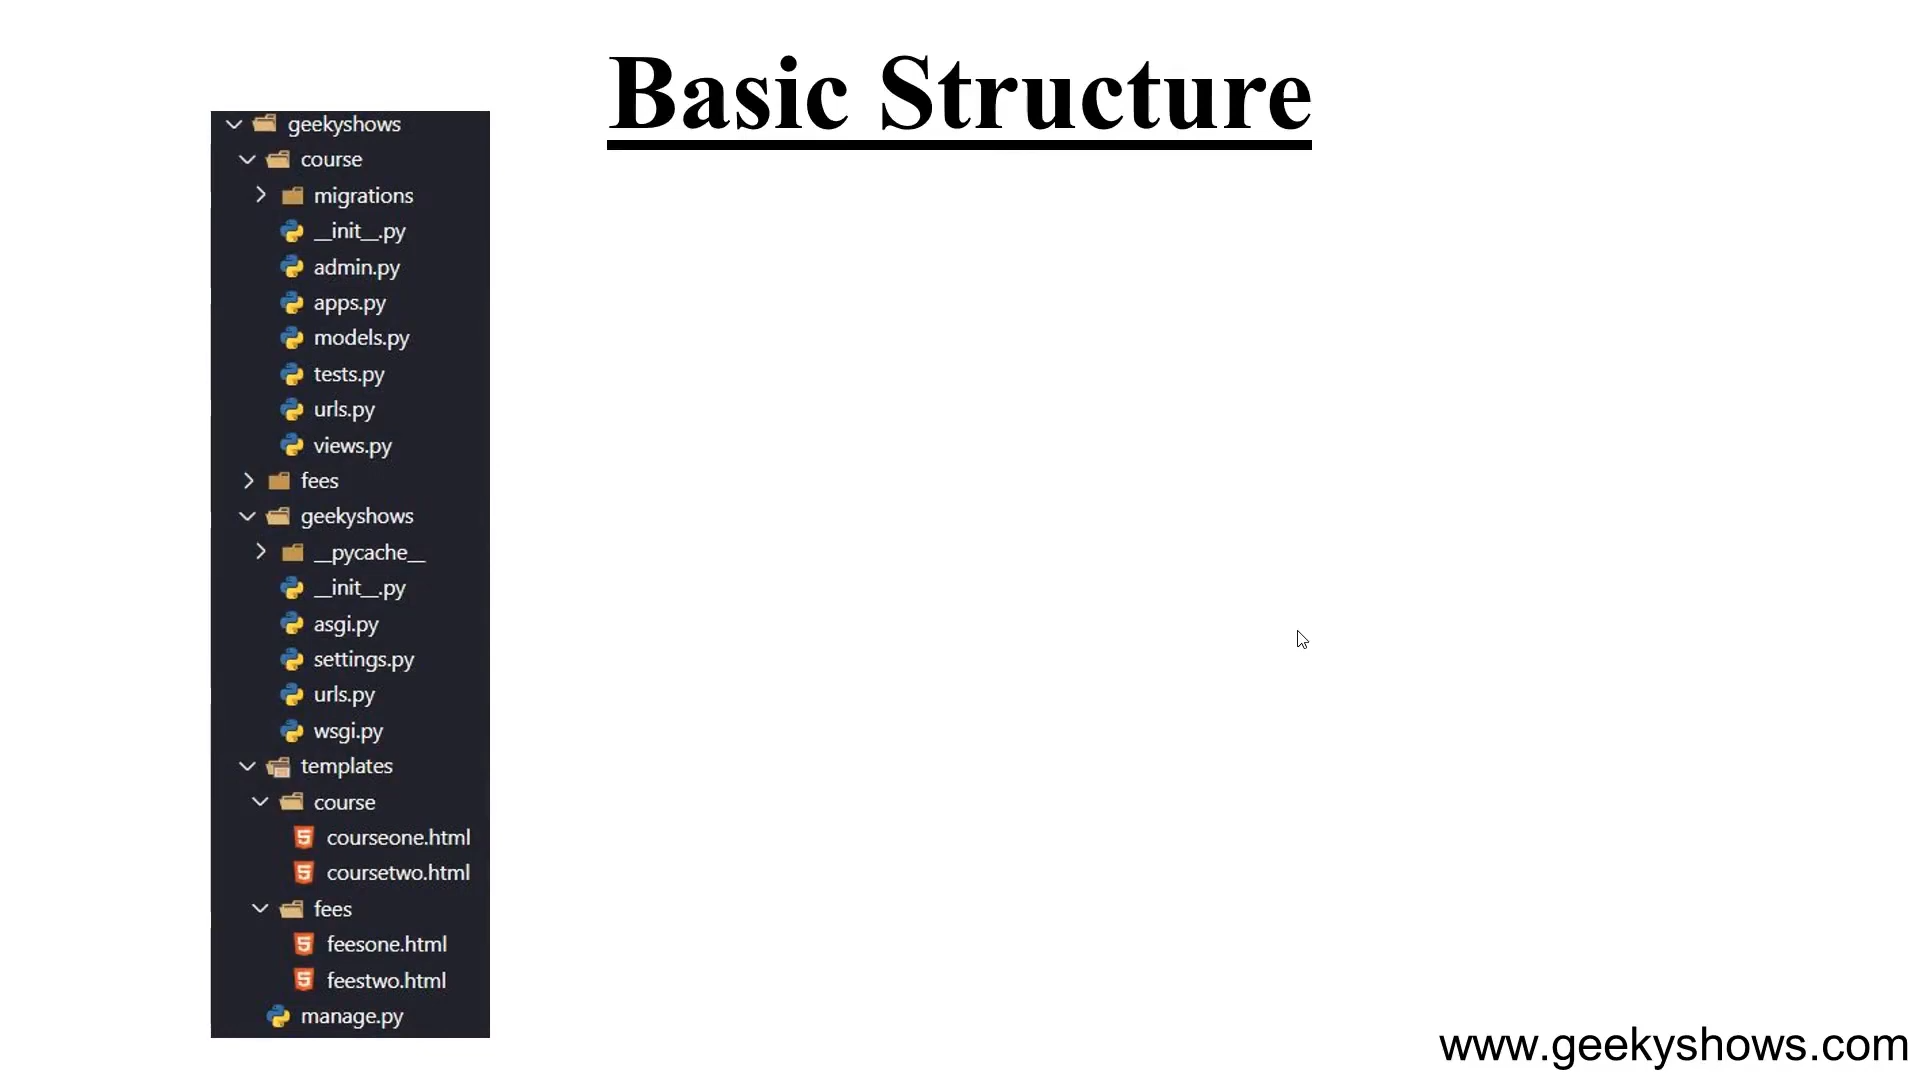 Basic Structure
geekyshows
course
migrations
__init__.py
admin.py
apps.py
models.py
tests.py
urls.py
views.py
fees
geekyshows
__pycache__
__init__.py
asgi.py
settings.py
urls.py
wsgi.py
templates
course
courseone.html
coursetwo.html
fees
feesone.html
feestwo.html
manage.py
www.geekyshows.com